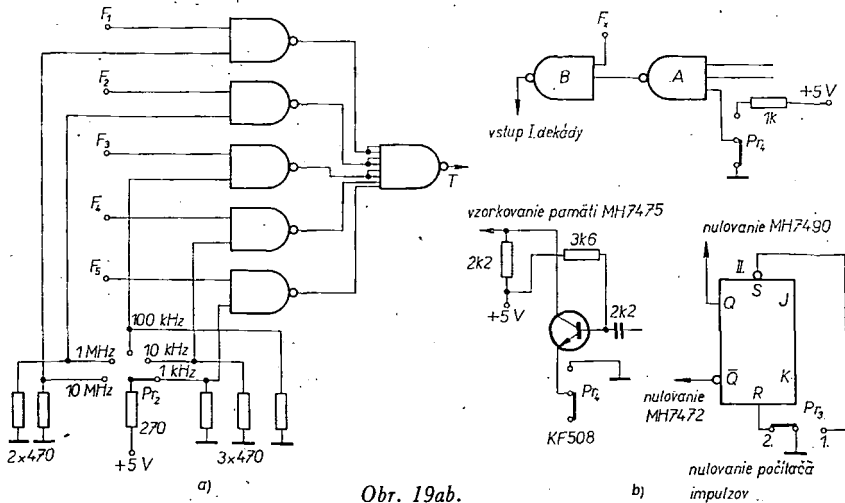 F1
F2
F3
F4
F5
T
100 kHz
1 MHz
10 kHz
10 MHz
1 kHz
Pr2
270
2×470
+5 V
3×470
a)
Fx
B
A
+5 V
1k
Pr4
vstup I. dekády
vzorkovanie pamäti MH7475
3k6
2k2
+5 V
2k2
Pr4
KF508
nulovanie MH7490
II.
S
J
Q
Q̅
K
R
nulovanie
MH7472
Pr3
2.
1.
nulovanie počítača
impulzov
b)
Obr. 19ab.